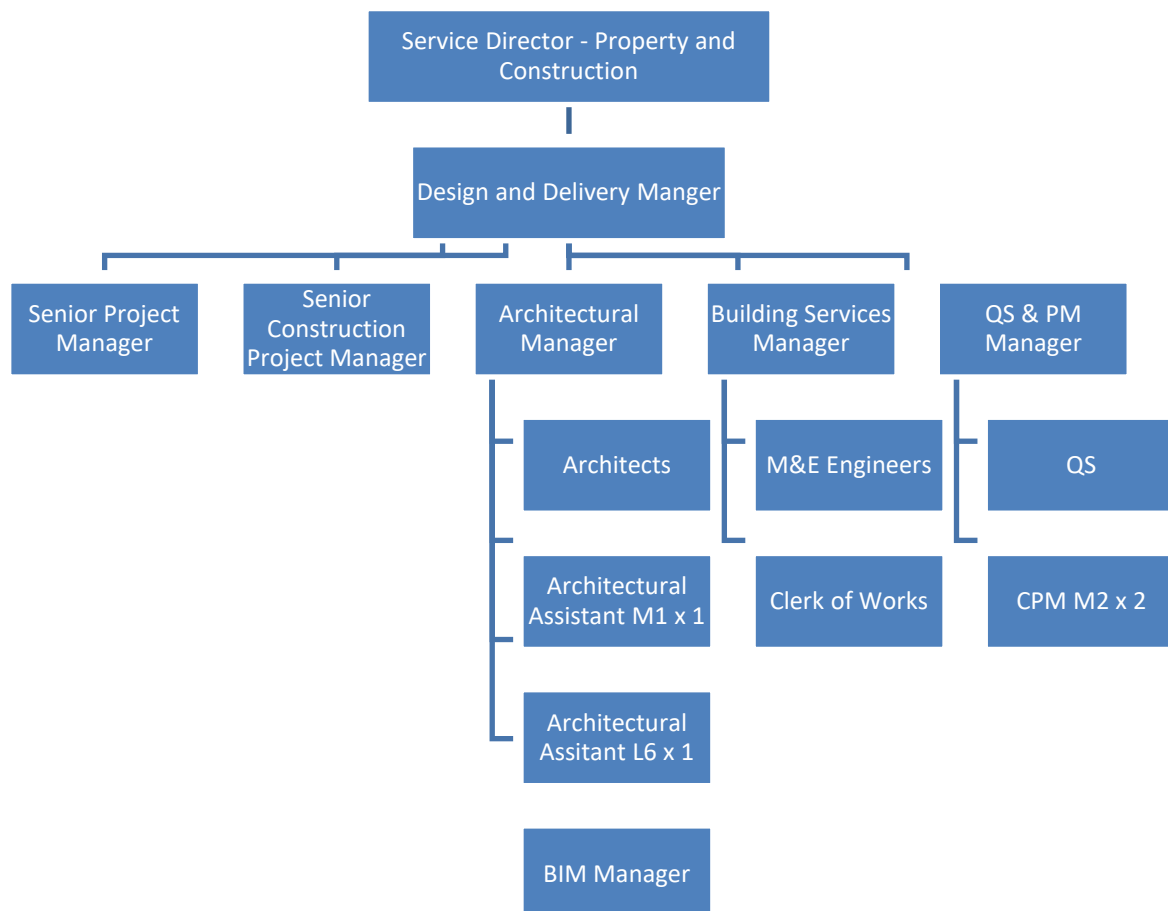 Service Director - Property and
Construction
Design and Delivery Manger
Senior Project
Manager
Senior
Construction
Project Manager
Architectural
Manager
Building Services
Manager
QS & PM
Manager
Architects
M&E Engineers
QS
Architectural
Assistant M1 x 1
Clerk of Works
CPM M2 x 2
Architectural
Assitant L6 x 1
BIM Manager